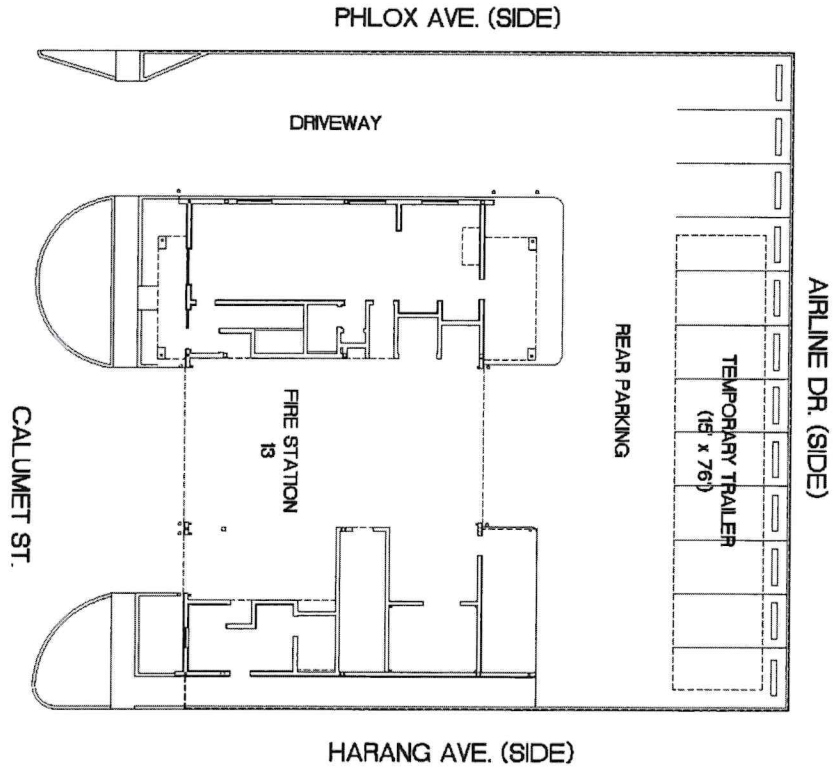 PHLOX AVE. (SIDE)
DRIVEWAY
AIRLINE DR. (SIDE)
REAR PARKING
TEMPORARY TRAILER
(15' x 76')
FIRE STATION
13
CALUMET ST.
HARANG AVE. (SIDE)